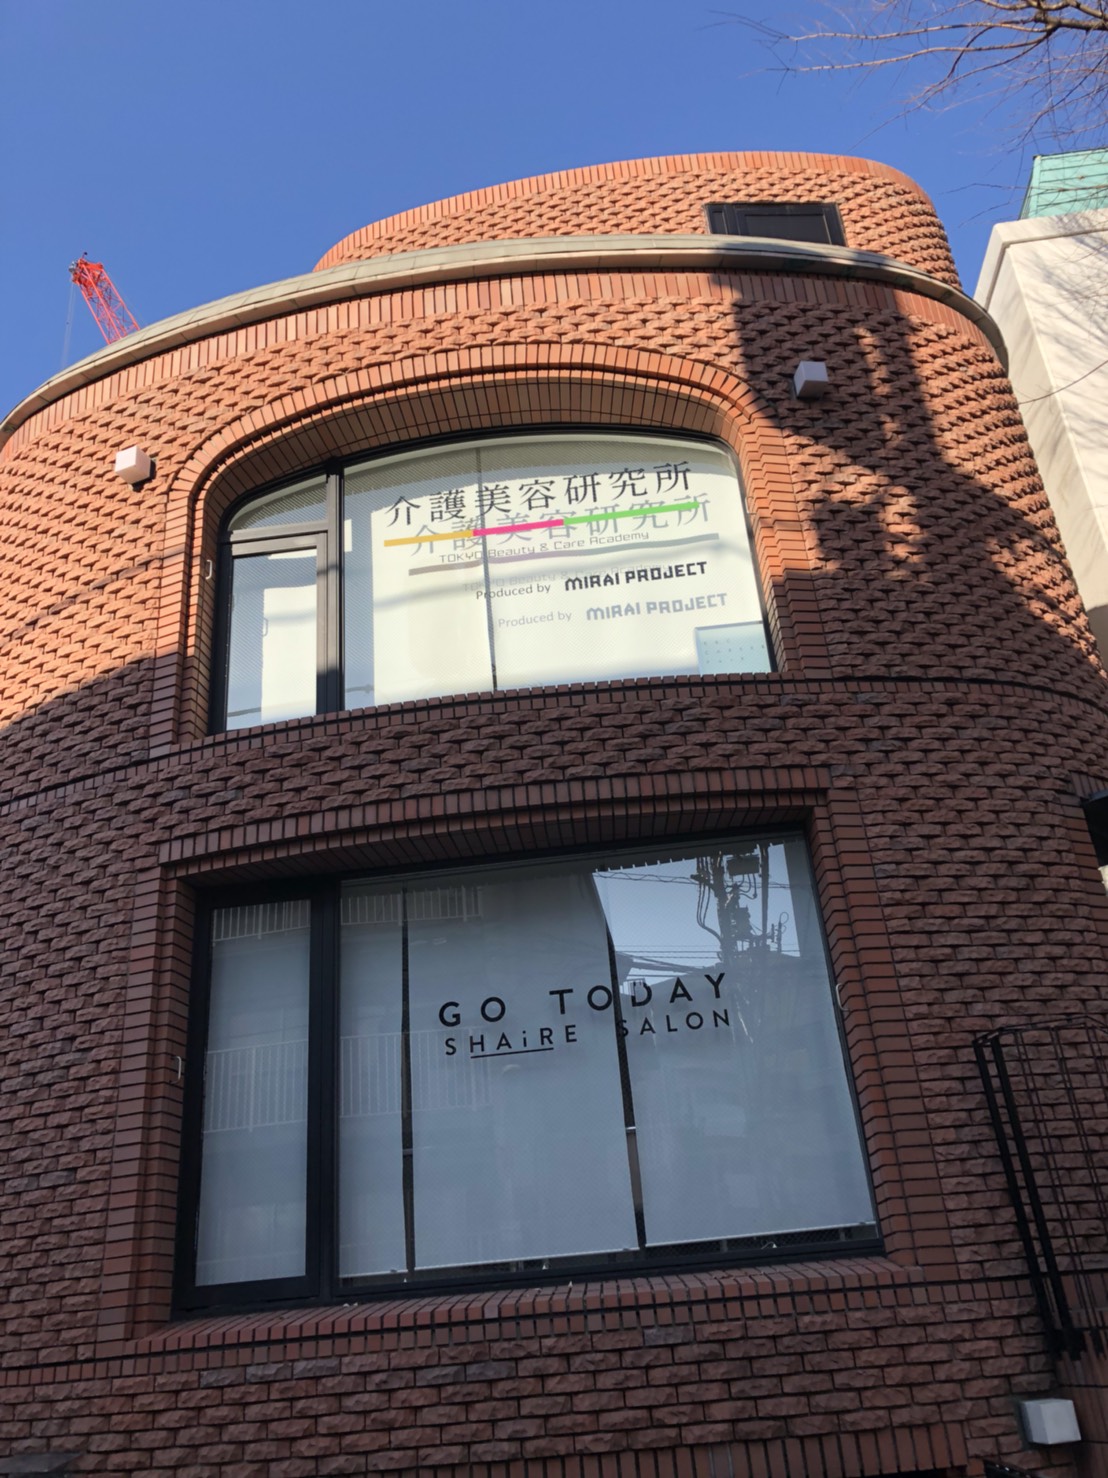 介護美容研究所
TOKYO Beauty & Care Academy
Produced by MIRAI PROJECT
GO TODAY
SHAiRE SALON